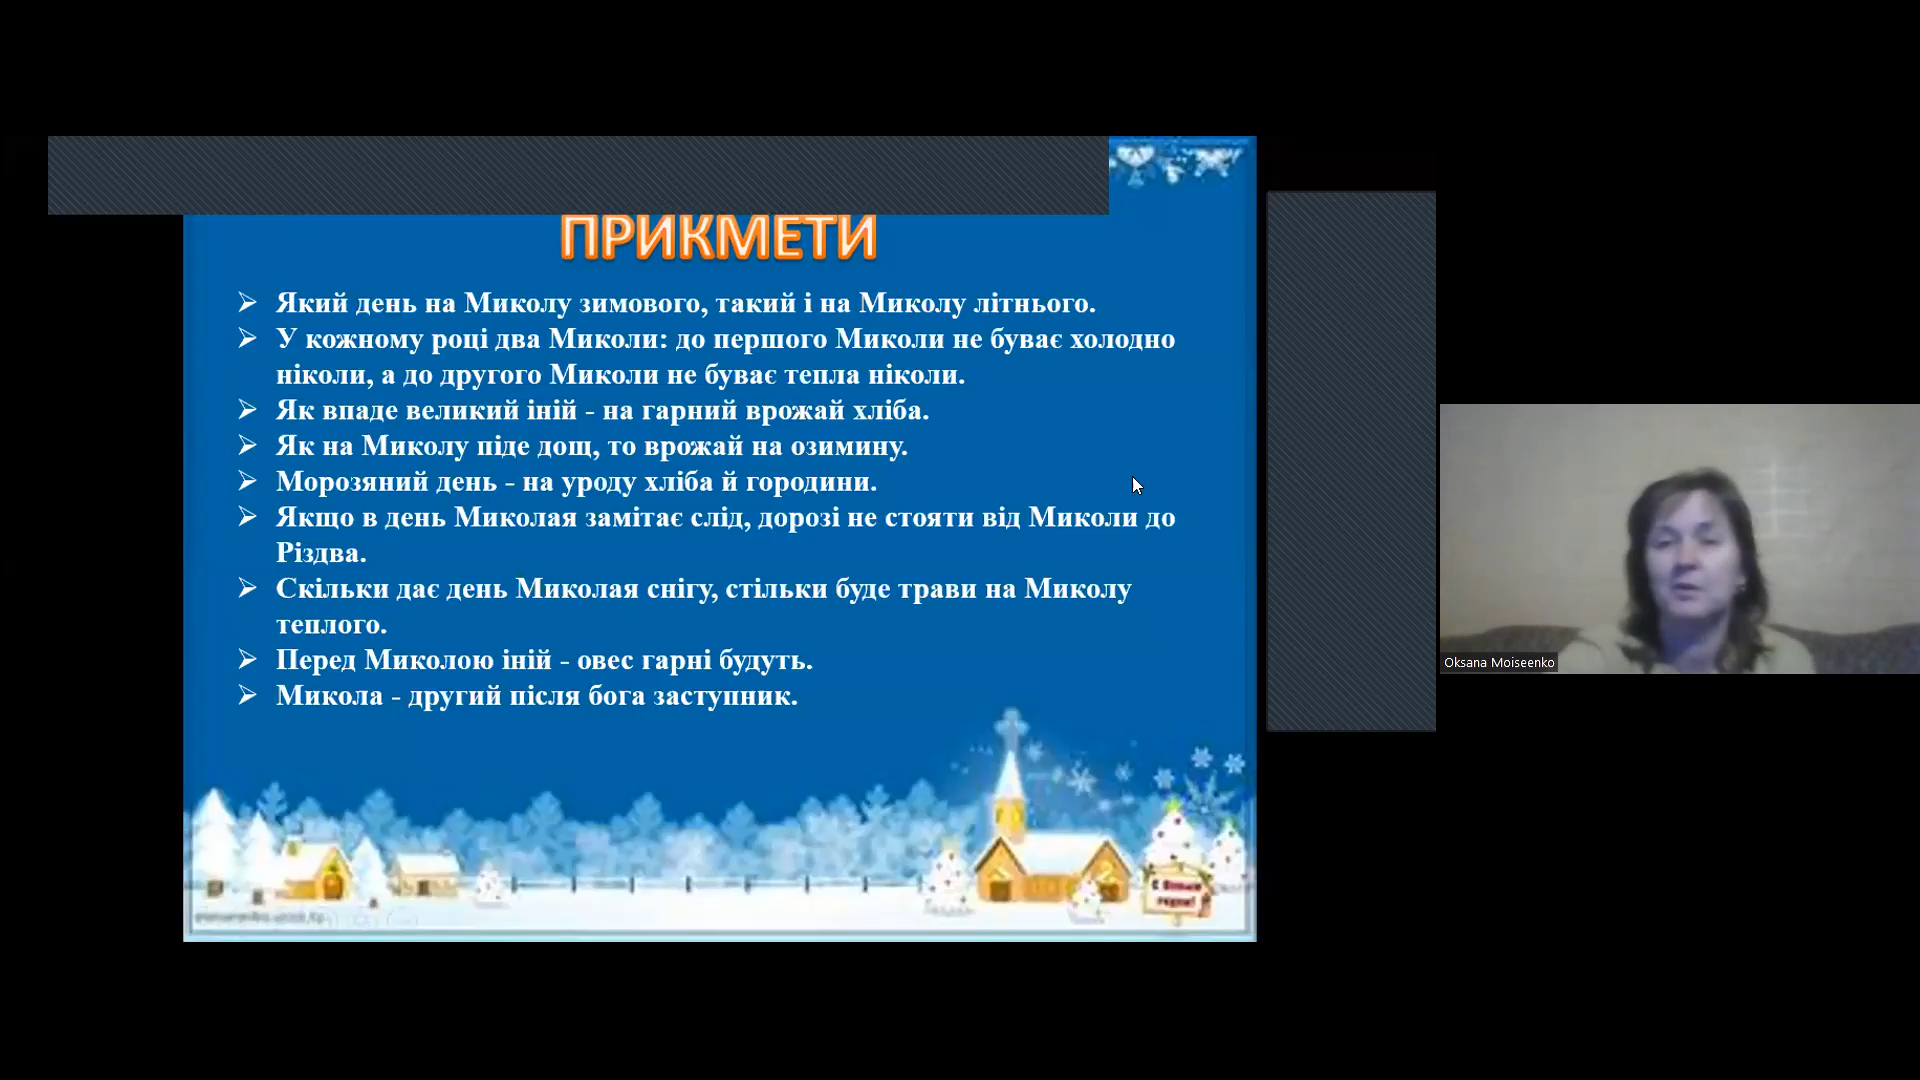 ПРИКМЕТИ
Який день на Миколу зимового, такий і на Миколу літнього.
У кожному році два Миколи: до першого Миколи не буває холодно
ніколи, а до другого Миколи не буває тепла ніколи.
Як впаде великий іній - на гарний врожай хліба.
Як на Миколу піде дощ, то врожай на озимину.
Морозяний день - на уроду хліба й городини.
Якщо в день Миколая замітає слід, дорозі не стояти від Миколи до
Різдва.
Скільки дає день Миколая снігу, стільки буде трави на Миколу
теплого.
Перед Миколою іній - овес гарні будуть.
Микола - другий після бога заступник.
Oksana Moiseenko